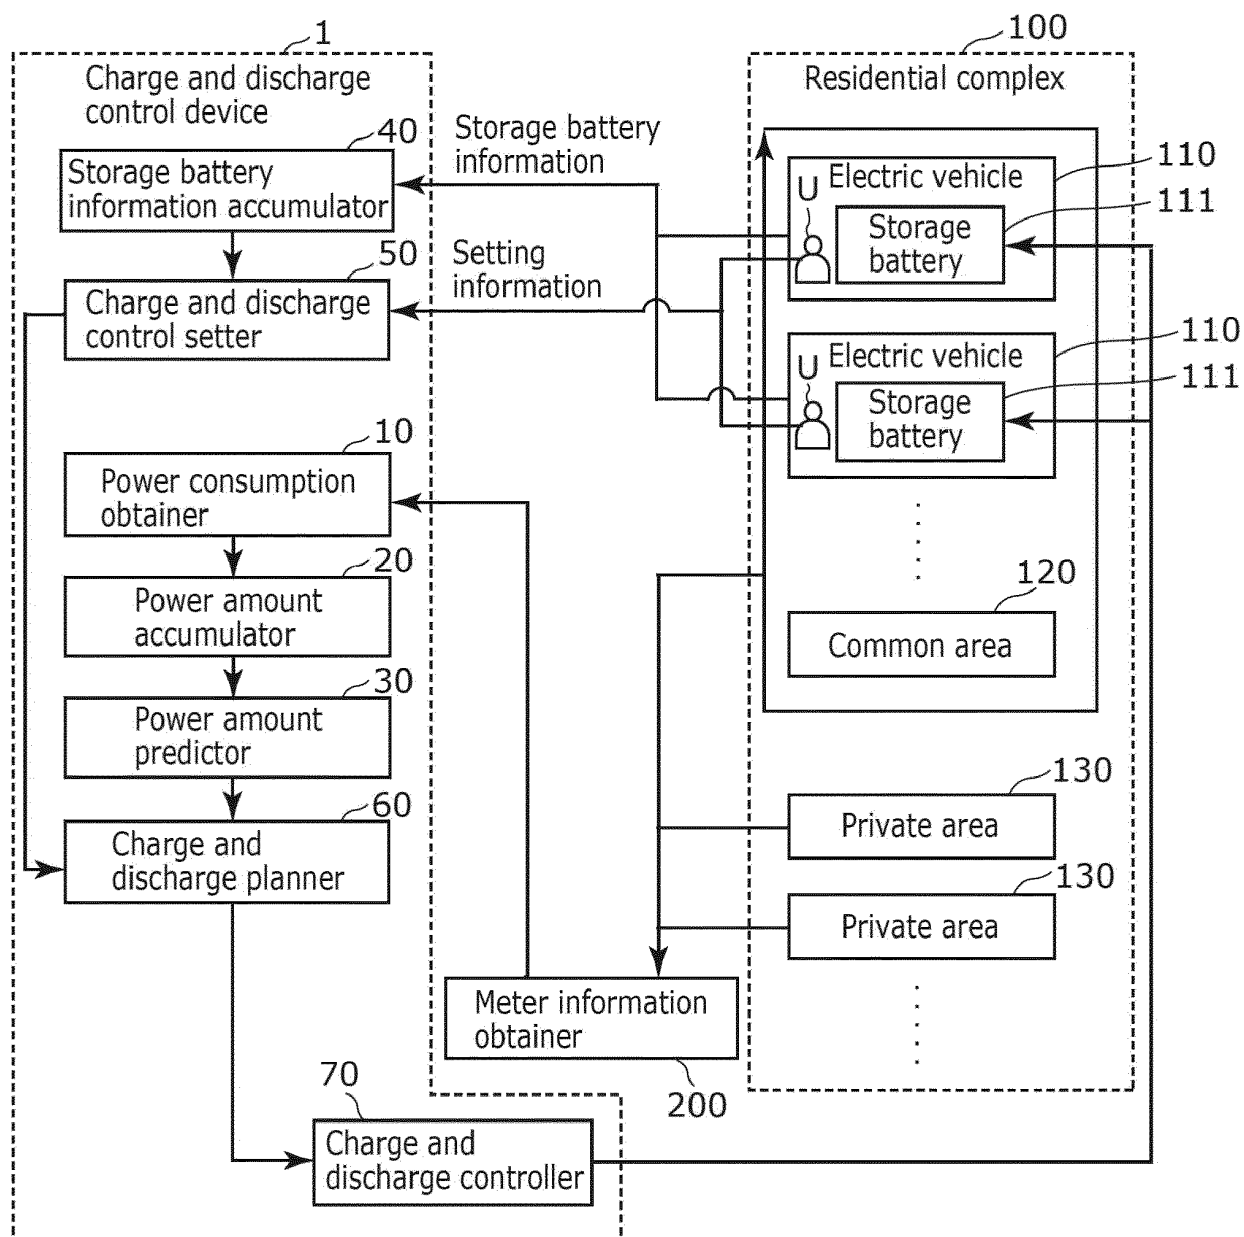 1
Charge and discharge
control device
40
Storage battery
information accumulator
50
Charge and discharge
control setter
10
Power consumption
obtainer
20
Power amount
accumulator
30
Power amount
predictor
60
Charge and
discharge planner
70
Charge and
discharge controller
Storage battery
information
Setting
information
Meter information
obtainer
200
100
Residential complex
110
Electric vehicle
U
111
Storage
battery
110
Electric vehicle
U
111
Storage
battery
120
Common area
130
Private area
130
Private area